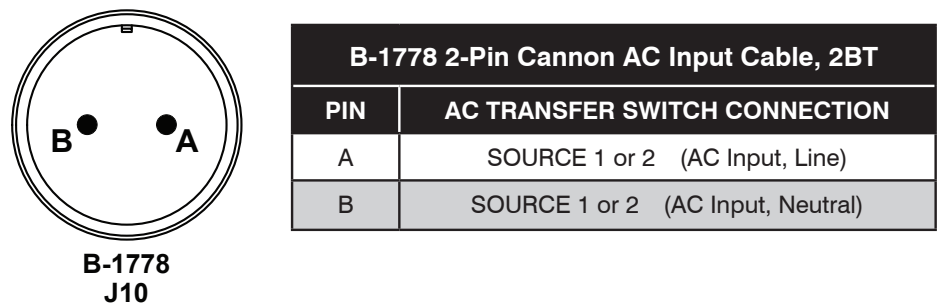 B
A
B-1778
J10
B-1778 2-Pin Cannon AC Input Cable, 2BT
PIN AC TRANSFER SWITCH CONNECTION
A SOURCE 1 or 2 (AC Input, Line)
B SOURCE 1 or 2 (AC Input, Neutral)